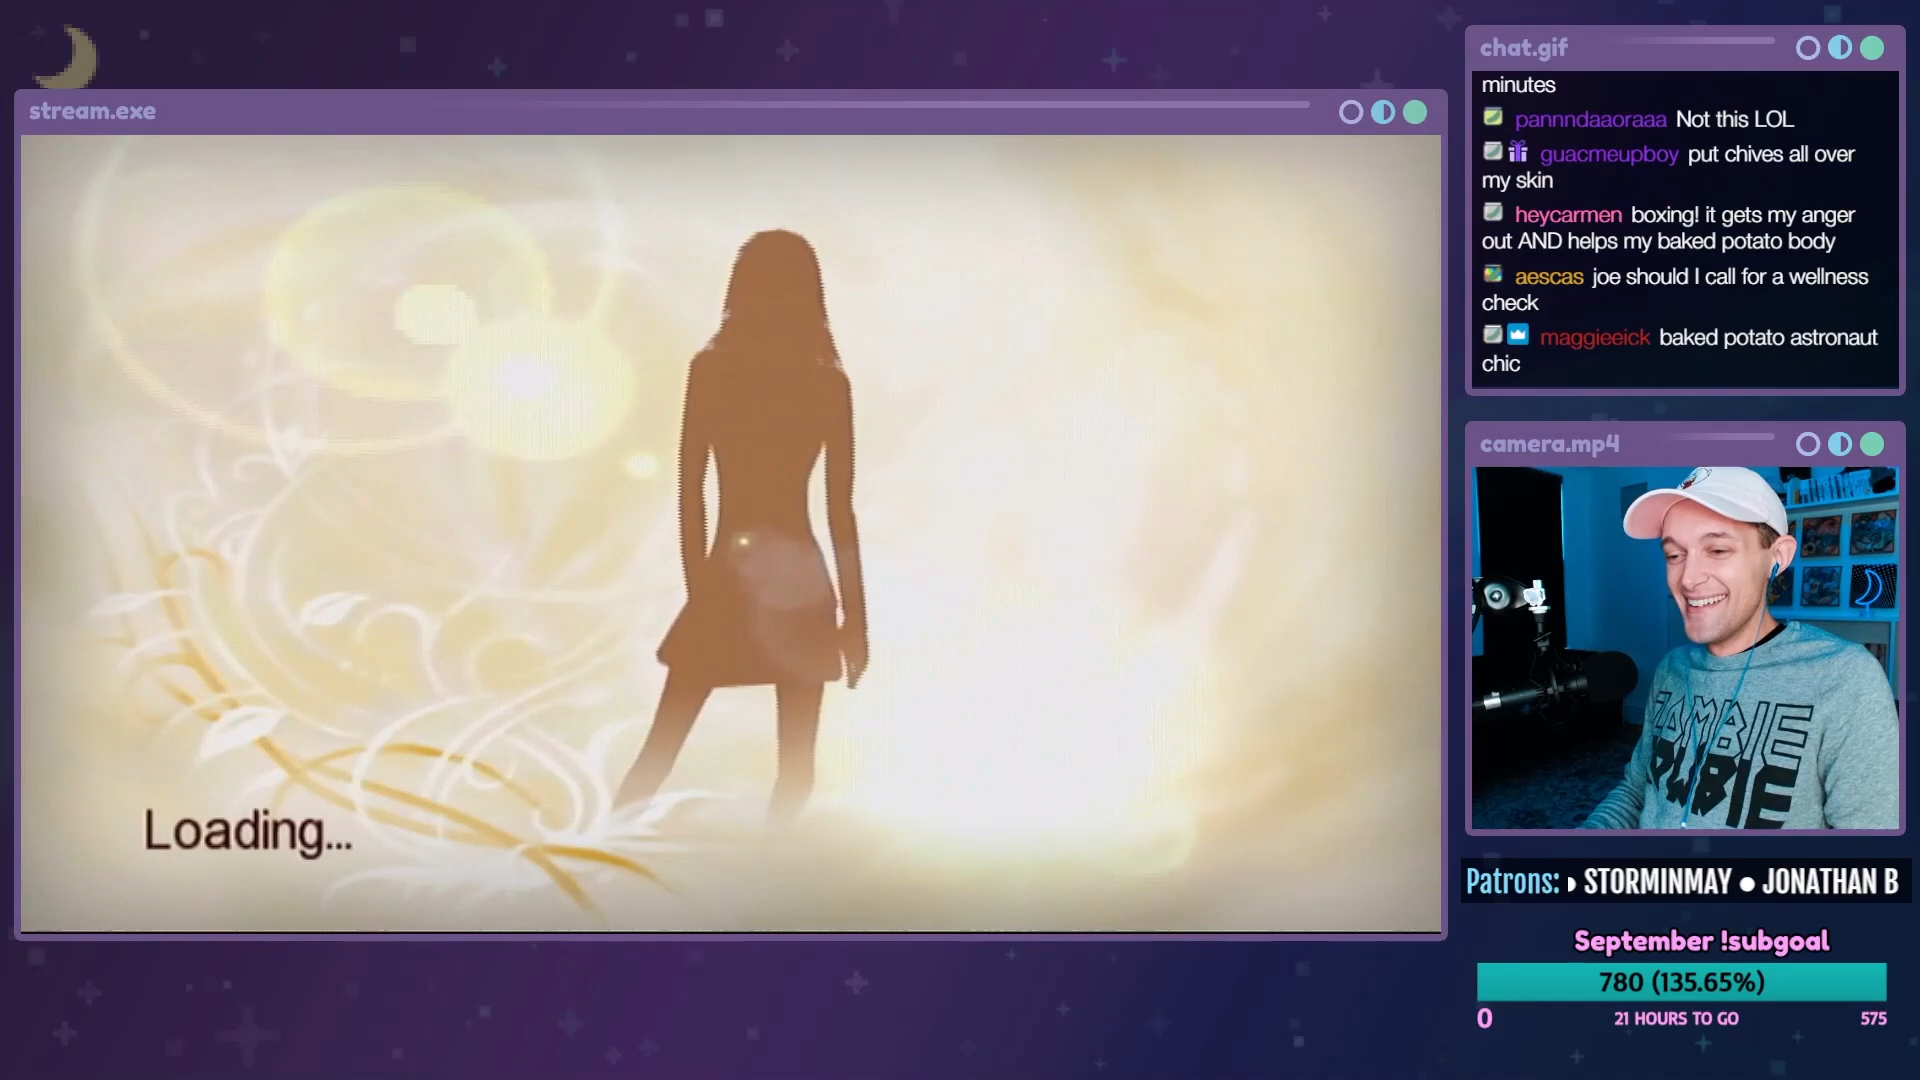 stream.exe
Loading...
chat.gif
minutes
pannndaaoraaa Not this LOL
guacmeupboy put chives all over
my skin
heycarmen boxing! it gets my anger
out AND helps my baked potato body
aescas joe should I call for a wellness
check
maggieeick baked potato astronaut
chic
camera.mp4
ZOMBIE
Patrons: STORMINMAY ● JONATHAN B
September !subgoal
780 (135.65%)
0 21 HOURS TO GO 575